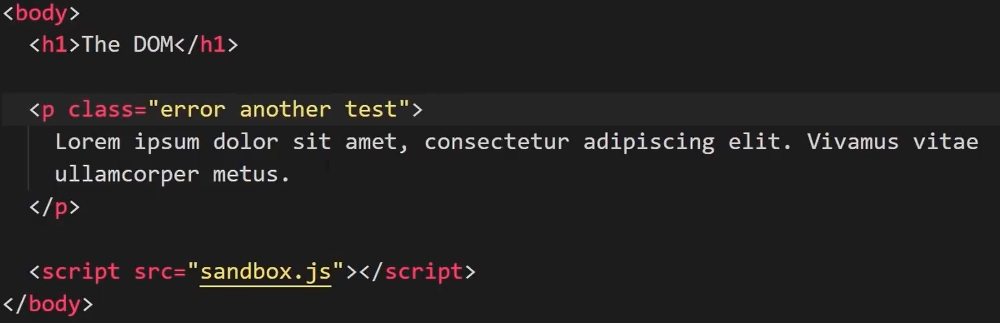 <body>
<h1>The DOM</h1>
<p class="error another test">
Lorem ipsum dolor sit amet, consectetur adipiscing elit. Vivamus vitae
ullamcorper metus.
</p>
<script src="sandbox.js"></script>
</body>